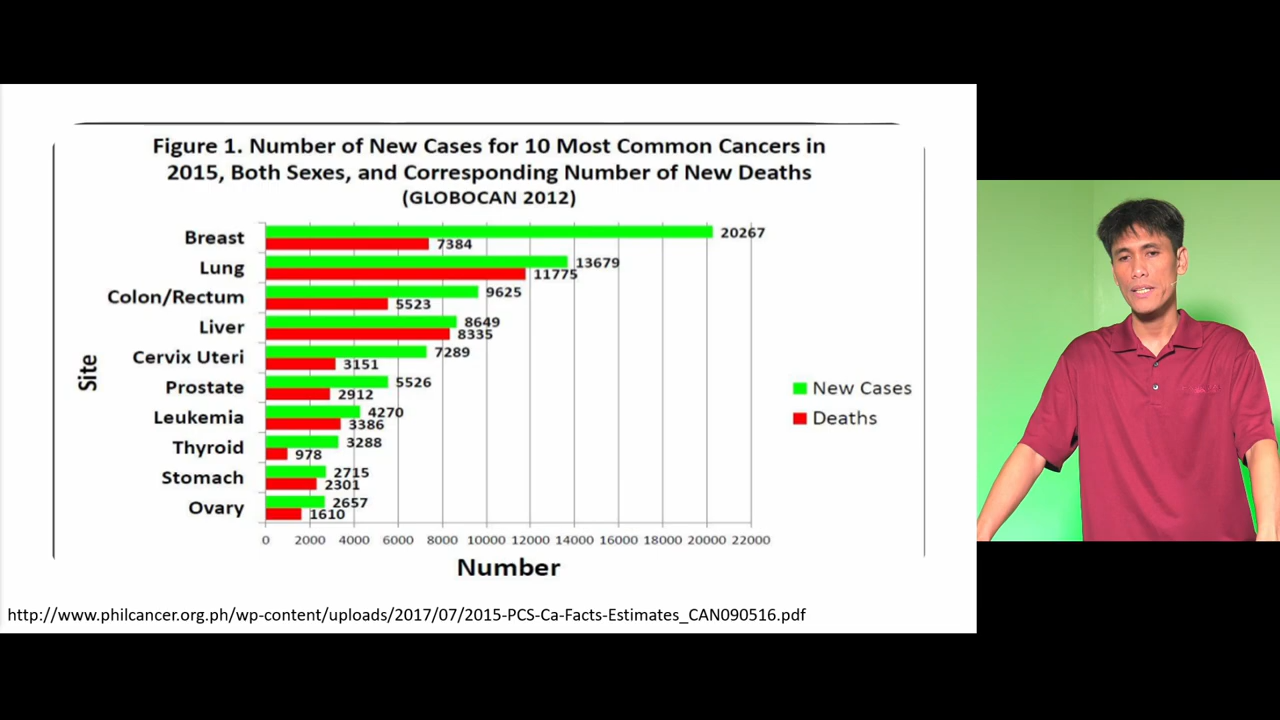 Figure 1. Number of New Cases for 10 Most Common Cancers in
2015, Both Sexes, and Corresponding Number of New Deaths
(GLOBOCAN 2012)
Site
Breast 20267
7384
Lung 13679
11775
Colon/Rectum 9625
5523
Liver 8649
8335
Cervix Uteri 7289
3151
Prostate 5526
2912
Leukemia 4270
3386
Thyroid 3288
978
Stomach 2715
2301
Ovary 2657
1610
New Cases
Deaths
0 2000 4000 6000 8000 10000 12000 14000 16000 18000 20000 22000
Number
http://www.philcancer.org.ph/wp-content/uploads/2017/07/2015-PCS-Ca-Facts-Estimates_CAN090516.pdf